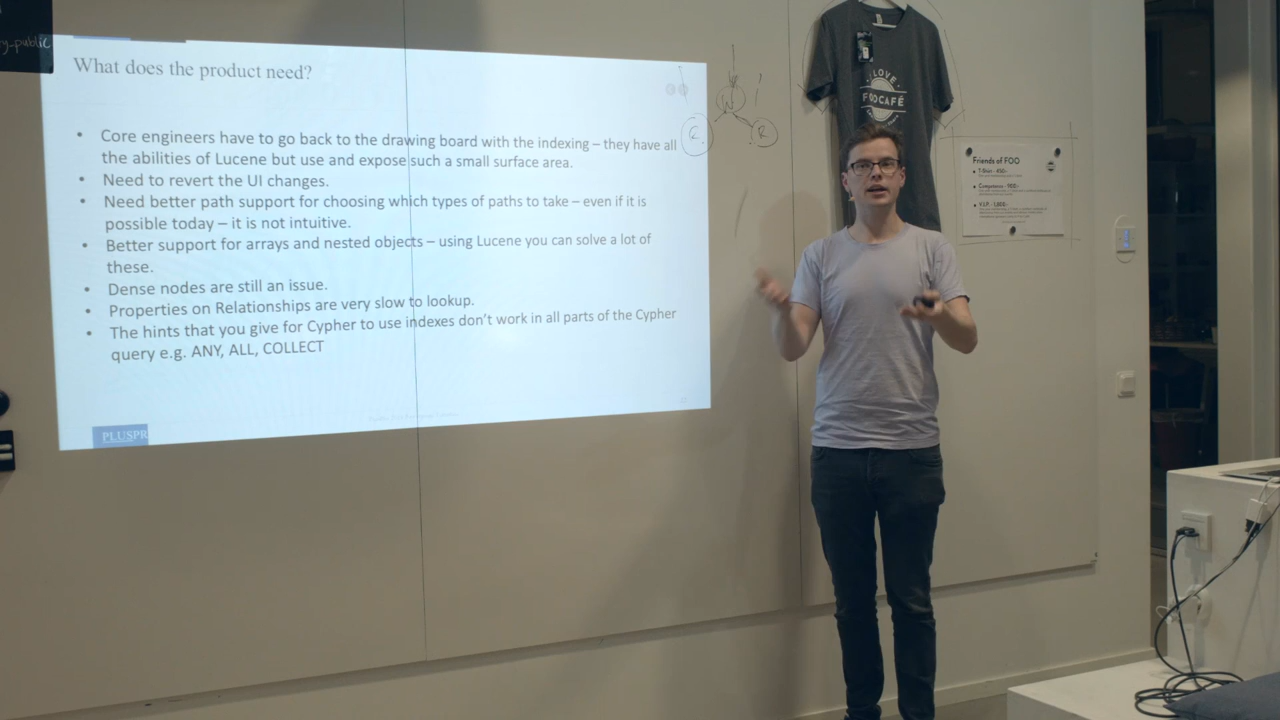 y_public
What does the product need?
• Core engineers have to go back to the drawing board with the indexing – they have all
the abilities of Lucene but use and expose such a small surface area.
• Need to revert the UI changes.
• Need better path support for choosing which types of paths to take – even if it is
possible today – it is not intuitive.
• Better support for arrays and nested objects – using Lucene you can solve a lot of
these.
• Dense nodes are still an issue.
• Properties on Relationships are very slow to lookup.
• The hints that you give for Cypher to use indexes don't work in all parts of the Cypher
query e.g. ANY, ALL, COLLECT
PLUSPR
W
R
I LOVE
FOOCAFÉ
Friends of FOO